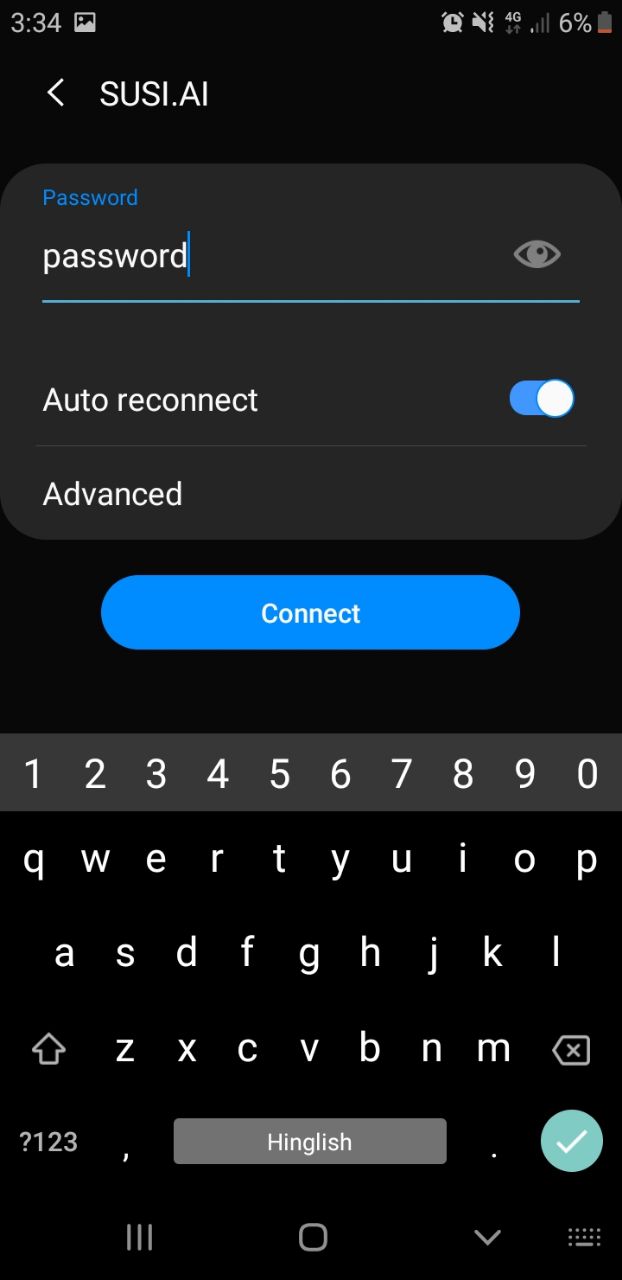 3:34 4G 6%
SUSI.AI
Password
password
Auto reconnect
Advanced
Connect
1 2 3 4 5 6 7 8 9 0
q w e r t y u i o p
a s d f g h j k l
z x c v b n m
?123 , Hinglish .